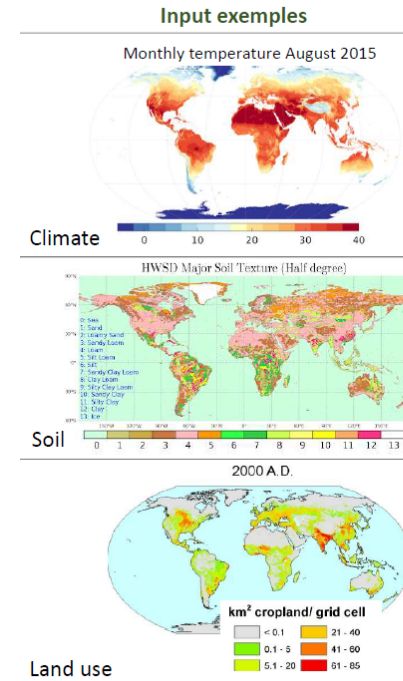 Input exemples
Monthly temperature August 2015
0 10 20 30 40
Climate
HWSD Major Soil Texture (Half degree)
0: Sea
1: Sand
2: Loamy Sand
3: Sandy Loam
4: Loam
5: Silt Loam
6: Silt
7: Sandy Clay Loam
8: Clay Loam
9: Silty Clay Loam
10: Sandy Clay
11: Silty Clay
12: Clay
13: Ice
Soil
0 1 2 3 4 5 6 7 8 9 10 11 12 13
2000 A.D.
km² cropland/ grid cell
< 0.1 21 - 40
0.1 - 5 41 - 60
5.1 - 20 61 - 85
Land use